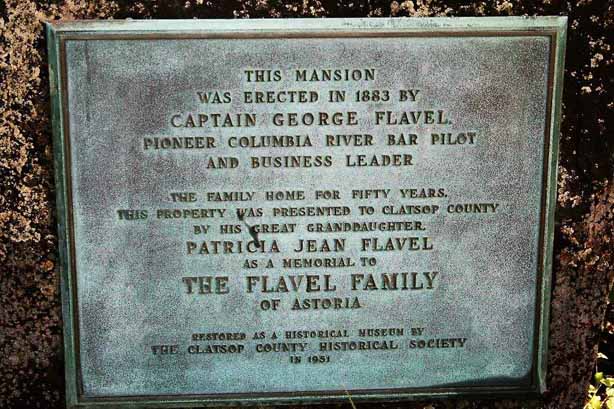 THIS MANSION
WAS ERECTED IN 1883 BY
CAPTAIN GEORGE FLAVEL.
PIONEER COLUMBIA RIVER BAR PILOT
AND BUSINESS LEADER
THE FAMILY HOME FOR FIFTY YEARS.
THIS PROPERTY WAS PRESENTED TO CLATSOP COUNTY
BY HIS GREAT GRANDDAUGHTER.
PATRICIA JEAN FLAVEL
AS A MEMORIAL TO
THE FLAVEL FAMILY
OF ASTORIA
RESTORED AS A HISTORICAL MUSEUM BY
THE CLATSOP COUNTY HISTORICAL SOCIETY
IN 1951